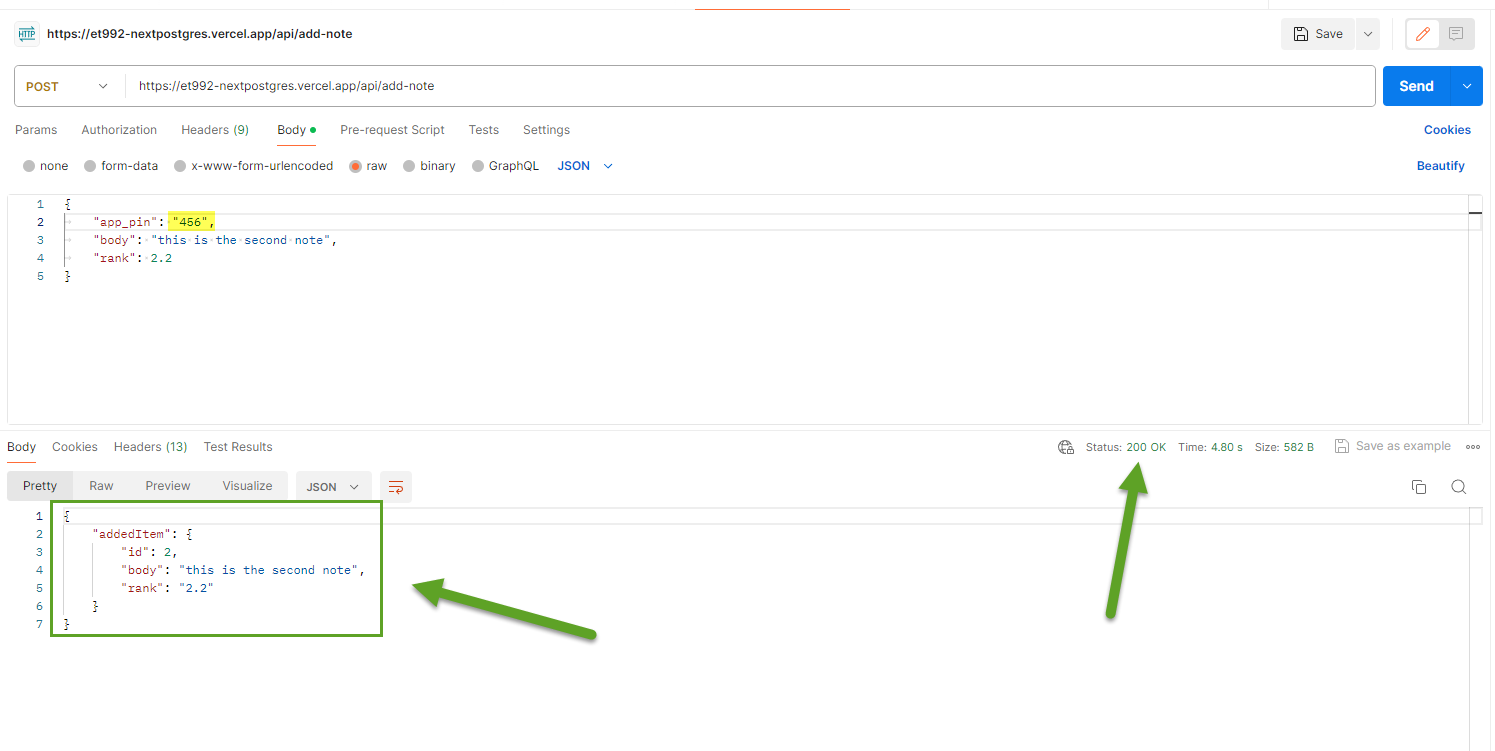 HTTP https://et992-nextpostgres.vercel.app/api/add-note Save
POST https://et992-nextpostgres.vercel.app/api/add-note Send
Params Authorization Headers (9) Body Pre-request Script Tests Settings Cookies
none form-data x-www-form-urlencoded raw binary GraphQL JSON Beautify
1 {
2 "app_pin": "456",
3 "body": "this is the second note",
4 "rank": 2.2
5 }
Body Cookies Headers (13) Test Results Status: 200 OK Time: 4.80 s Size: 582 B Save as example
Pretty Raw Preview Visualize JSON
1 {
2 "addedItem": {
3 "id": 2,
4 "body": "this is the second note",
5 "rank": "2.2"
6 }
7 }